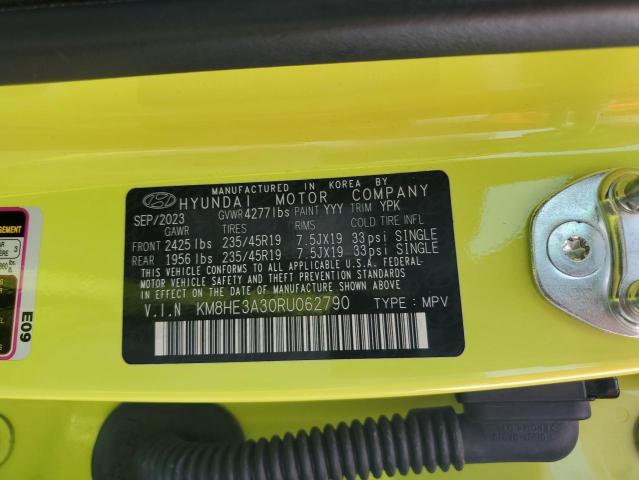 MANUFACTURED IN KOREA BY
HYUNDAI MOTOR COMPANY
SEP/2023 GVWR 4277lbs PAINT YYY TRIM YPK
GAWR TIRES RIMS COLD TIRE INFL
FRONT 2425 lbs 235/45R19 7.5JX19 33psi SINGLE
REAR 1956 lbs 235/45R19 7.5JX19 33psi SINGLE
THIS VEHICLE CONFORMS TO ALL APPLICABLE U.S.A. FEDERAL
MOTOR VEHICLE SAFETY AND THEFT PREVENTION STANDARDS
IN EFFECT ON THE DATE OF MANUFACTURE SHOWN ABOVE.
V.I.N KM8HE3A30RU062790 TYPE : MPV
E09
3